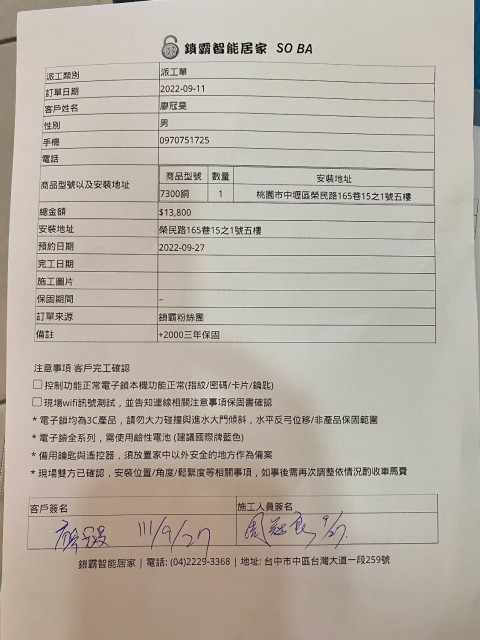 鎖霸智能居家 SO BA
派工類別 派工單
訂單日期 2022-09-11
客戶姓名 廖冠旻
性別 男
手機 0970751725
電話
商品型號以及安裝地址 商品型號 數量 安裝地址
7300銅 1 桃園市中壢區榮民路165巷15之1號五樓
總金額 $13,800
安裝地址 榮民路165巷15之1號五樓
預約日期 2022-09-27
完工日期
施工圖片
保固期間 –
訂單來源 鎖霸粉絲團
備註 +2000三年保固
注意事項 客戶完工確認
控制功能正常電子鎖本機功能正常(指紋/密碼/卡片/鑰匙)
現場wifi訊號測試，並告知連線相關注意事項保固書確認
* 電子鎖均為3C產品，請勿大力碰撞與進水大門傾斜，水平反弓位移/非產品保固範圍
* 電子鎖全系列，需使用鹼性電池 (建議國際牌藍色)
* 備用鑰匙與遙控器，須放置家中以外安全的地方作為備案
* 現場雙方已確認，安裝位置/角度/鬆緊度等相關事項，如事後需再次調整依情況酌收車馬費
客戶簽名 施工人員簽名
111/9/27 9/27
鎖霸智能居家 | 電話: (04)2229-3368 | 地址: 台中市中區台灣大道一段259號